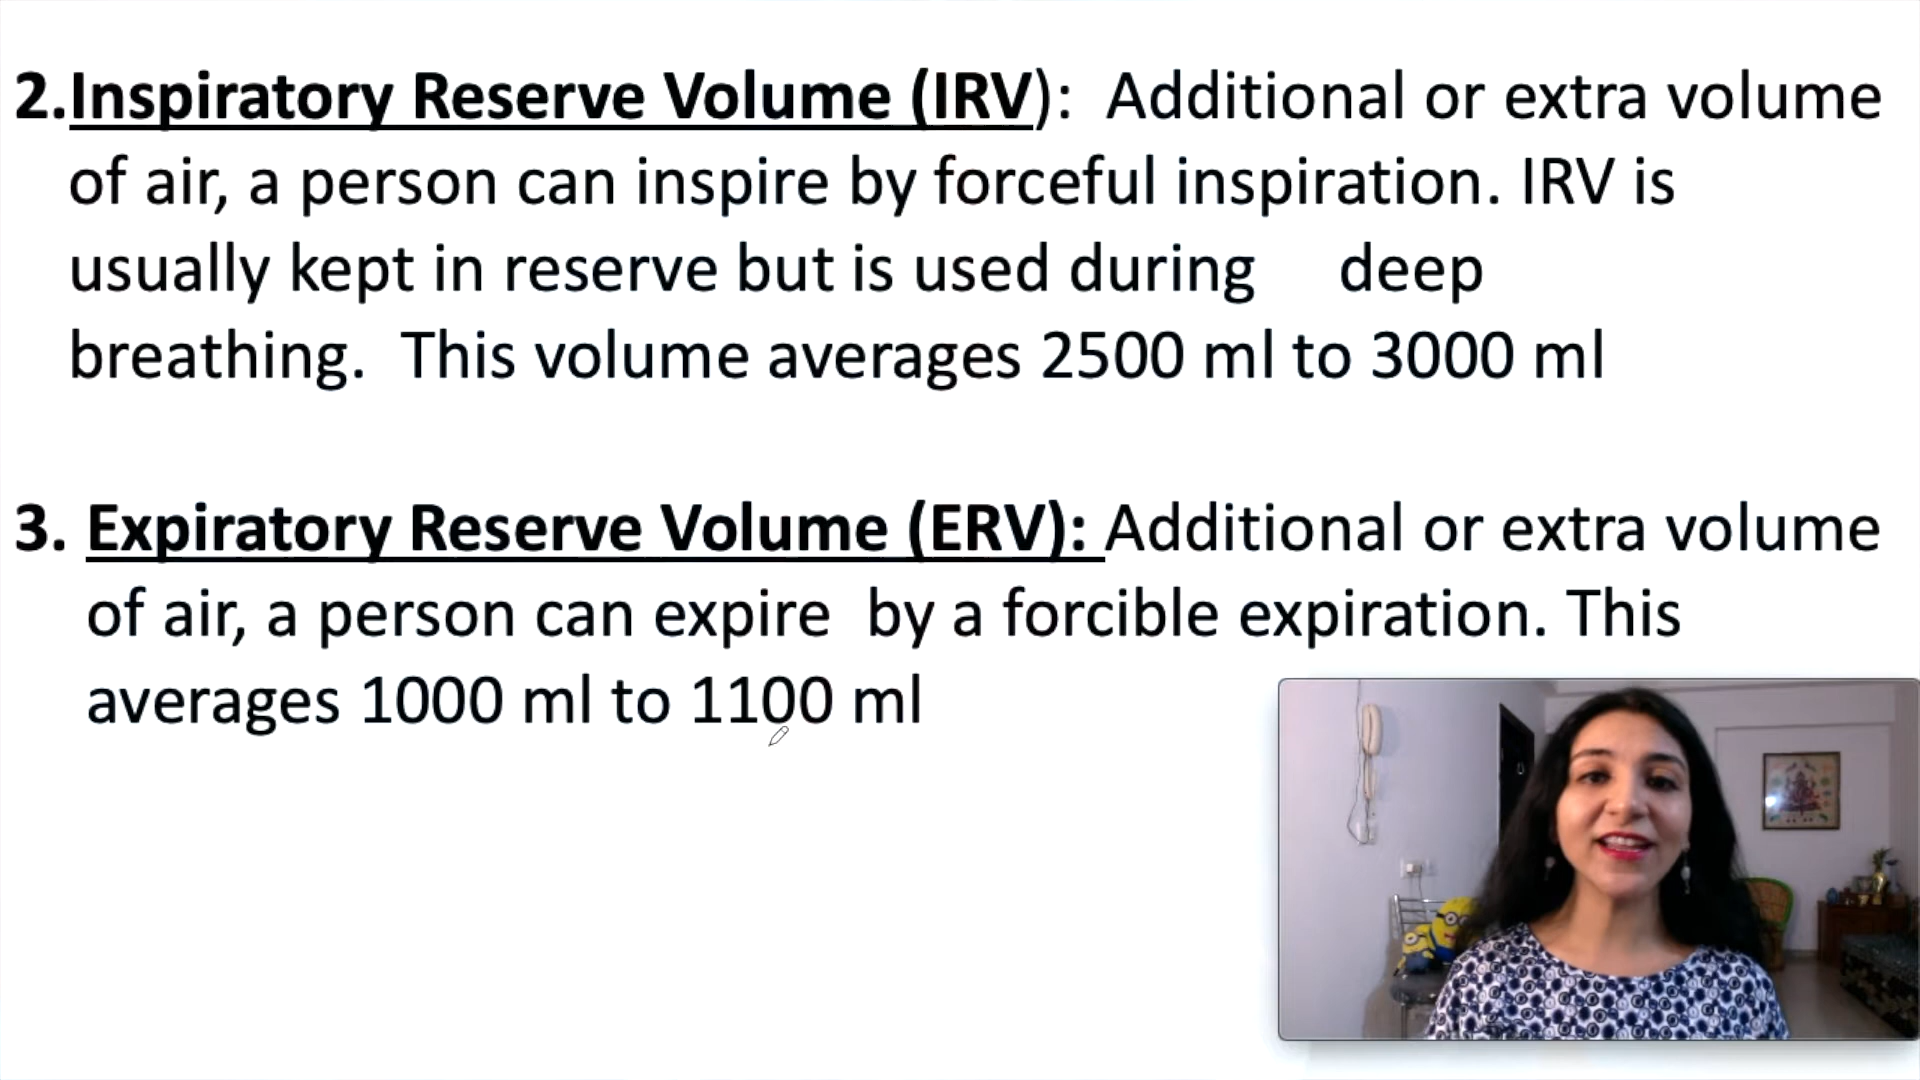 2.Inspiratory Reserve Volume (IRV): Additional or extra volume
of air, a person can inspire by forceful inspiration. IRV is
usually kept in reserve but is used during deep
breathing. This volume averages 2500 ml to 3000 ml
3. Expiratory Reserve Volume (ERV): Additional or extra volume
of air, a person can expire by a forcible expiration. This
averages 1000 ml to 1100 ml